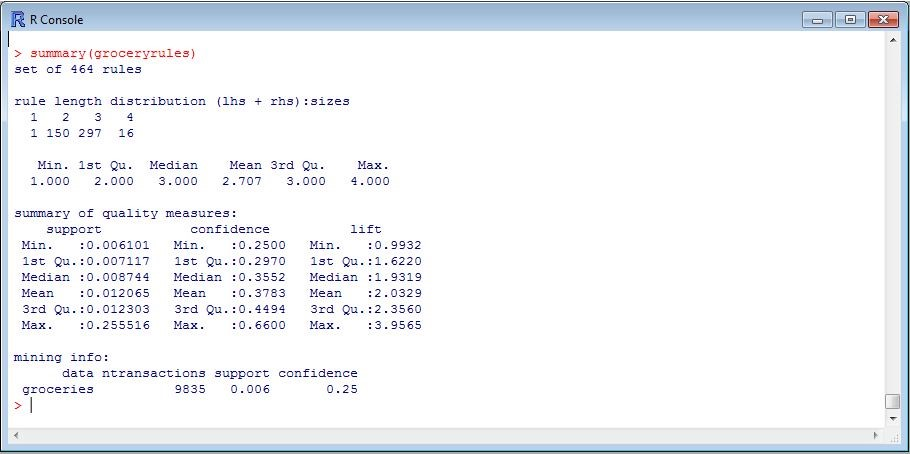 R Console
> summary(groceryrules)
set of 464 rules
rule length distribution (lhs + rhs):sizes
1 2 3 4
1 150 297 16
Min. 1st Qu. Median Mean 3rd Qu. Max.
1.000 2.000 3.000 2.707 3.000 4.000
summary of quality measures:
support confidence lift
Min. :0.006101 Min. :0.2500 Min. :0.9932
1st Qu.:0.007117 1st Qu.:0.2970 1st Qu.:1.6220
Median :0.008744 Median :0.3552 Median :1.9319
Mean :0.012065 Mean :0.3783 Mean :2.0329
3rd Qu.:0.012303 3rd Qu.:0.4494 3rd Qu.:2.3560
Max. :0.255516 Max. :0.6600 Max. :3.9565
mining info:
data ntransactions support confidence
groceries 9835 0.006 0.25
>